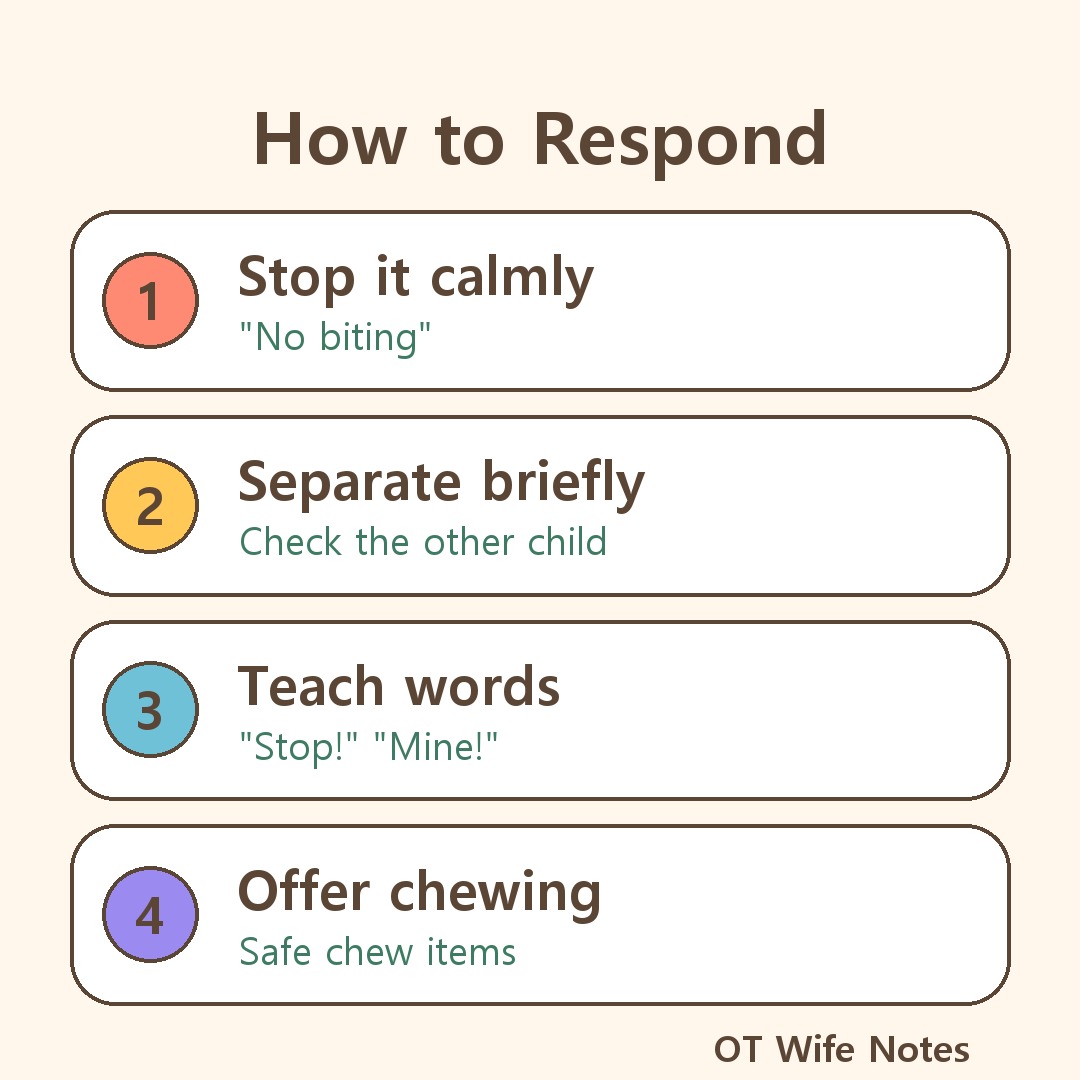 How to Respond
1
Stop it calmly
"No biting"
2
Separate briefly
Check the other child
3
Teach words
"Stop!" "Mine!"
4
Offer chewing
Safe chew items
OT Wife Notes